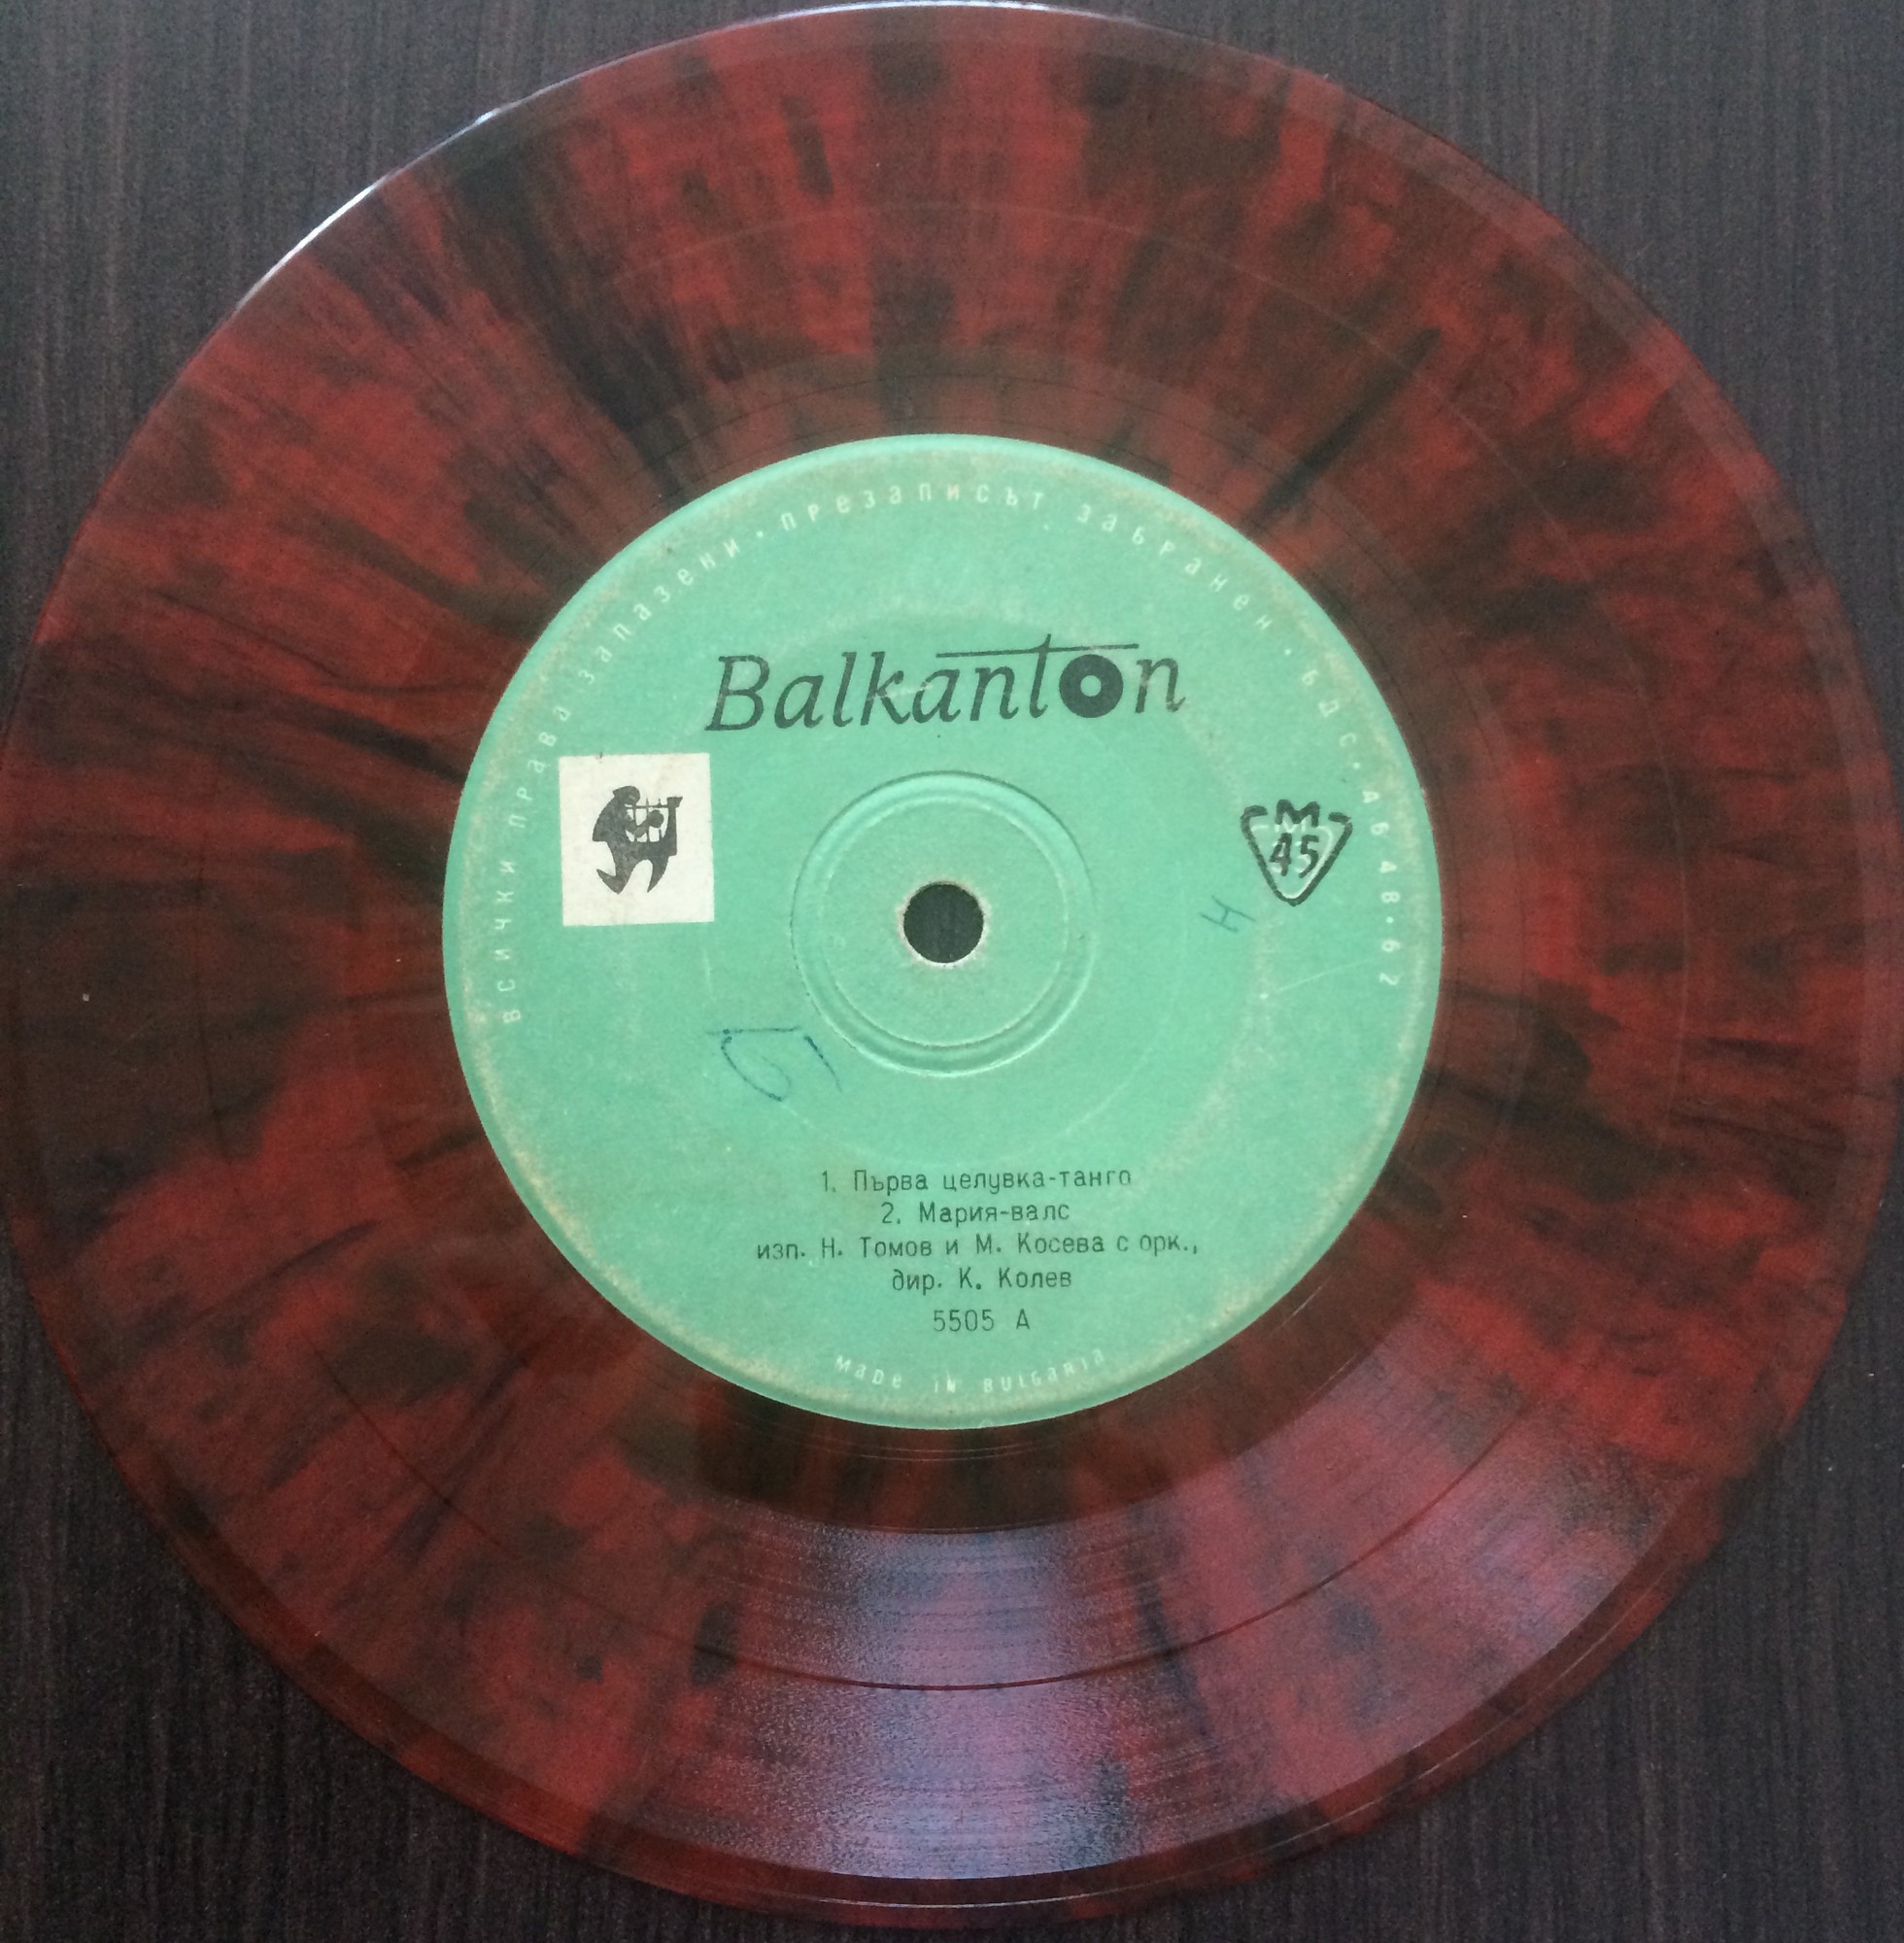 всички права запазени · презаписът забранен · БДС · 4648·62
Balkanton
М
45
1. Първа целувка-танго
2. Мария-валс
изп. Н. Томов и М. Косева с орк.,
дир. К. Колев
5505 А
made in Bulgaria